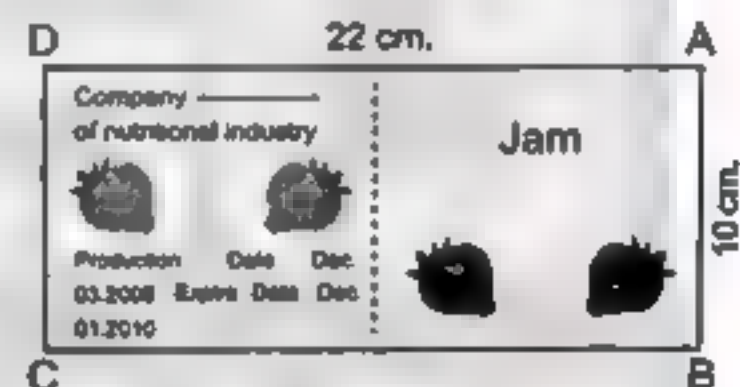 D 22 cm. A
Company
of nutritional industry
Jam
10 cm.
Production Date Dec.
03.2008 Expire Date Dec
01.2010
C B